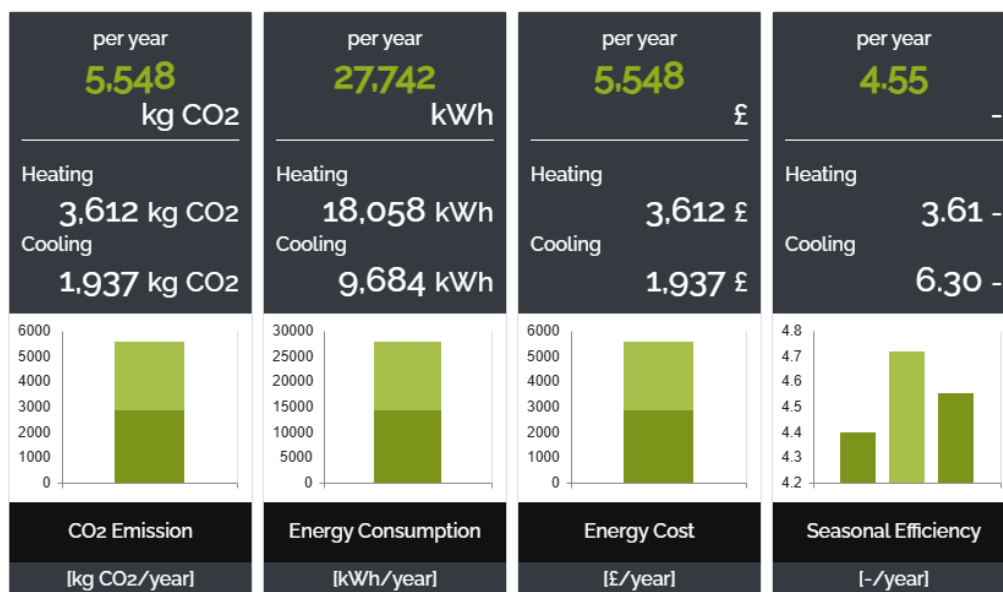 per year
5,548
kg CO2
Heating
3,612 kg CO2
Cooling
1,937 kg CO2
6000
5000
4000
3000
2000
1000
0
CO2 Emission
[kg CO2/year]
per year
27,742
kWh
Heating
18,058 kWh
Cooling
9,684 kWh
30000
25000
20000
15000
10000
5000
0
Energy Consumption
[kWh/year]
per year
5,548
£
Heating
3,612 £
Cooling
1,937 £
6000
5000
4000
3000
2000
1000
0
Energy Cost
[£/year]
per year
4.55
-
Heating
3.61 -
Cooling
6.30 -
4.8
4.7
4.6
4.5
4.4
4.3
4.2
Seasonal Efficiency
[-/year]